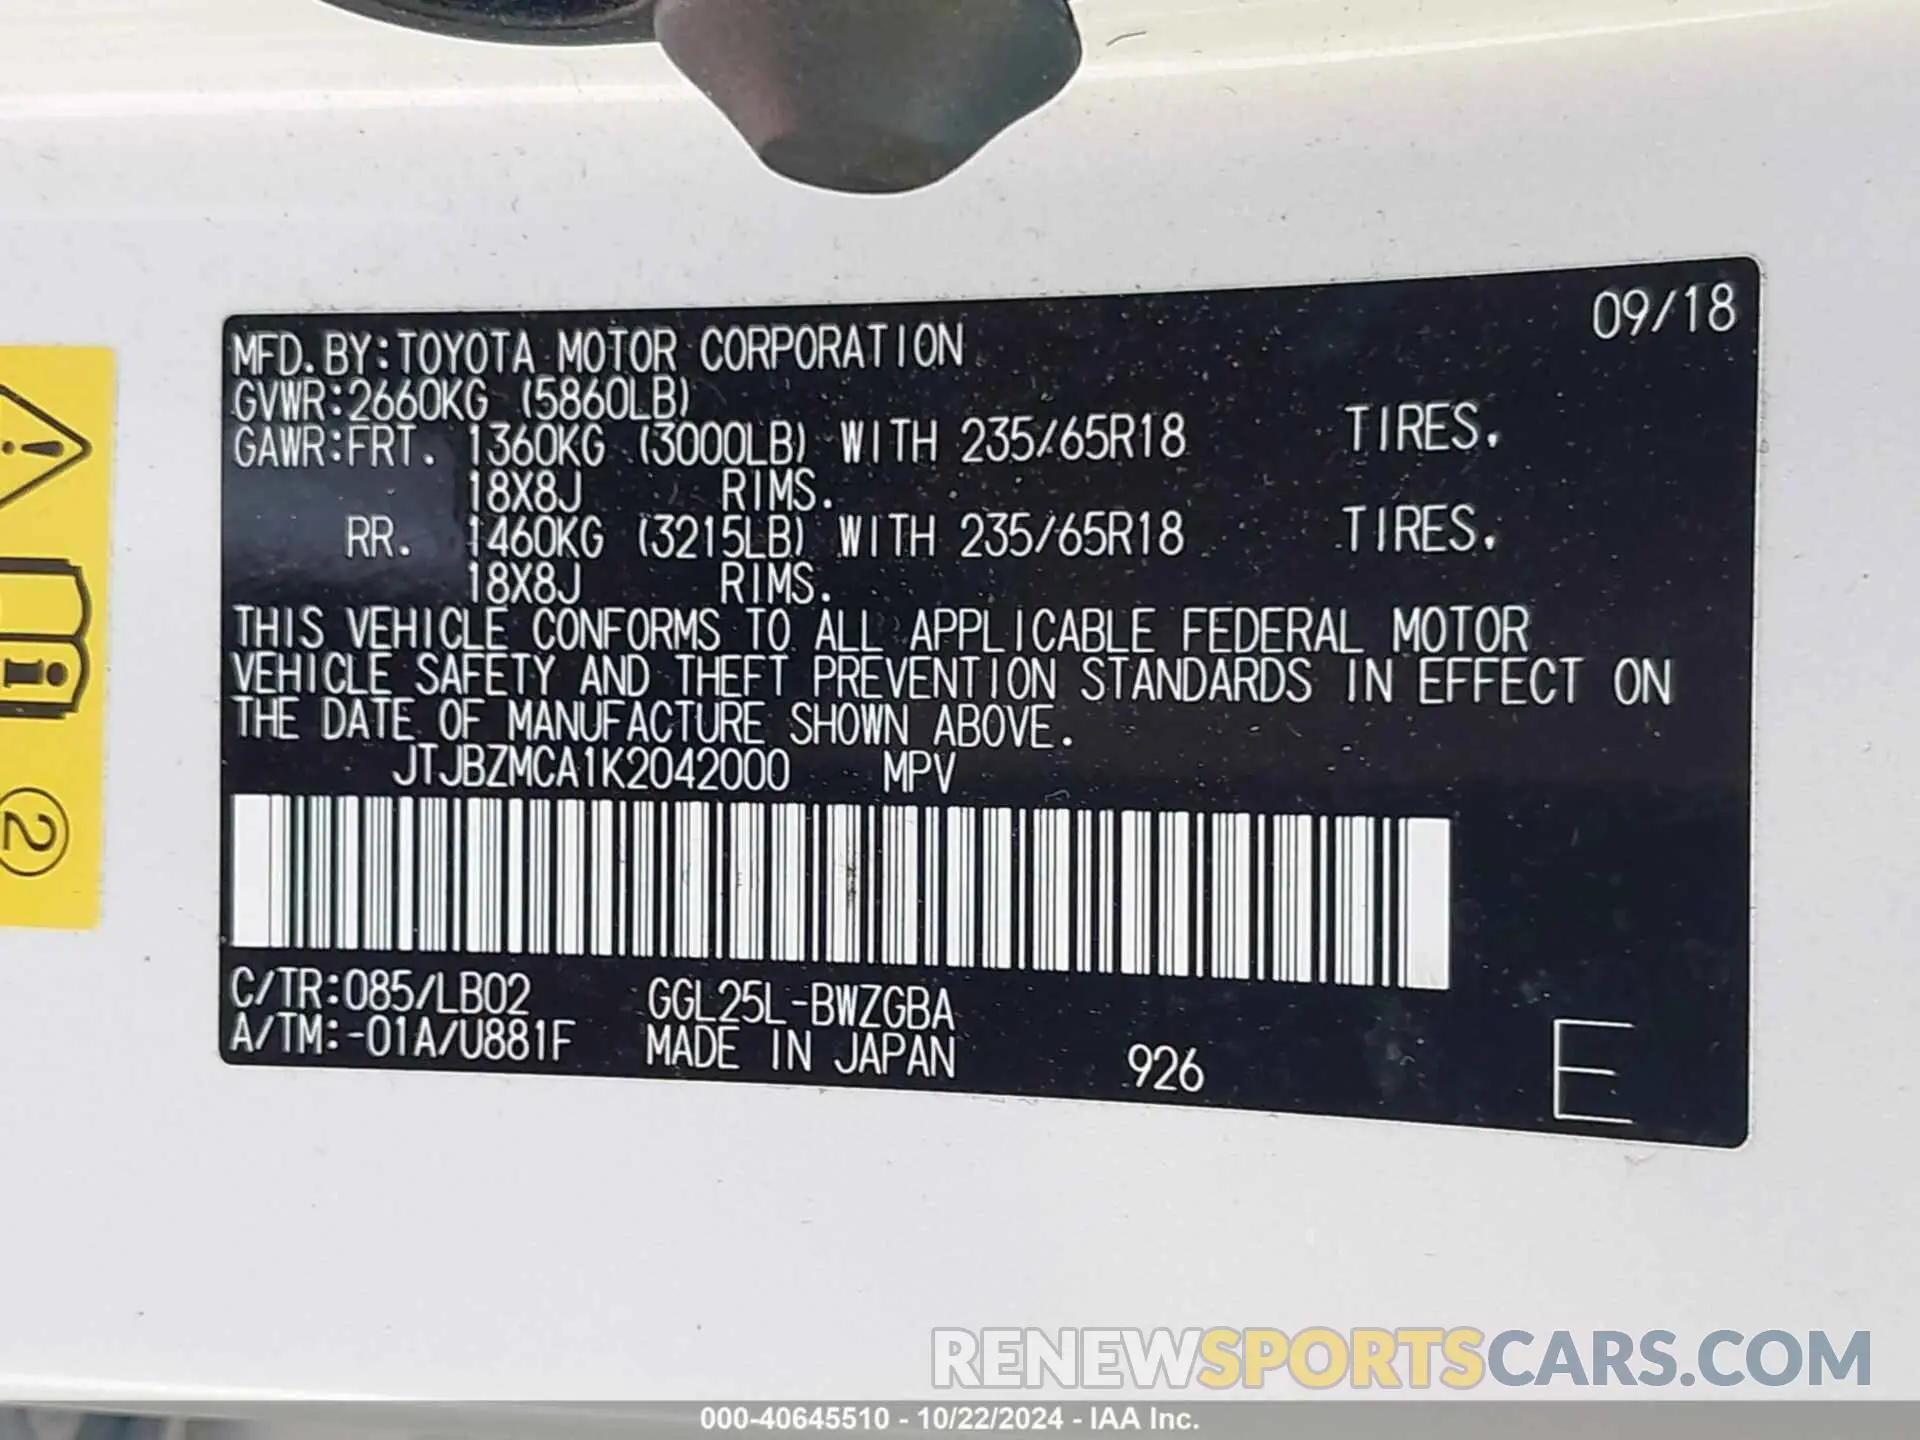 09/18
MFD. BY:TOYOTA MOTOR CORPORATION
GVWR:2660KG (5860LB)
GAWR:FRT. 1360KG (3000LB) WITH 235/65R18 TIRES.
18X8J RIMS.
RR. 1460KG (3215LB) WITH 235/65R18 TIRES.
18X8J RIMS.
THIS VEHICLE CONFORMS TO ALL APPLICABLE FEDERAL MOTOR
VEHICLE SAFETY AND THEFT PREVENTION STANDARDS IN EFFECT ON
THE DATE OF MANUFACTURE SHOWN ABOVE.
JTJBZMCA1K2042000 MPV
C/TR:085/LB02 GGL25L-BWZGBA
A/TM:-01A/U881F MADE IN JAPAN 926 E
2
RENEWSPORTSCARS.COM
000-40645510 - 10/22/2024 - IAA Inc.